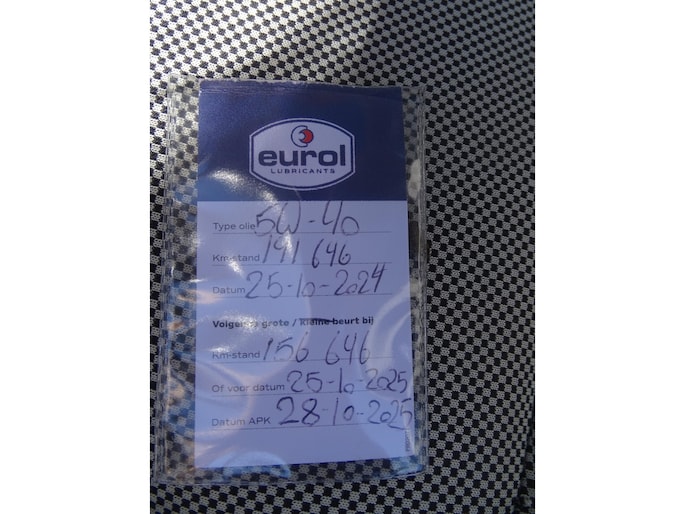 eurol
LUBRICANTS
Type olie 5W-40
Km-stand 141 646
Datum 25-10-2024
Volgende grote / kleine beurt bij
Km-stand 156 646
Of voor datum 25-10-2025
Datum APK 28-10-2025